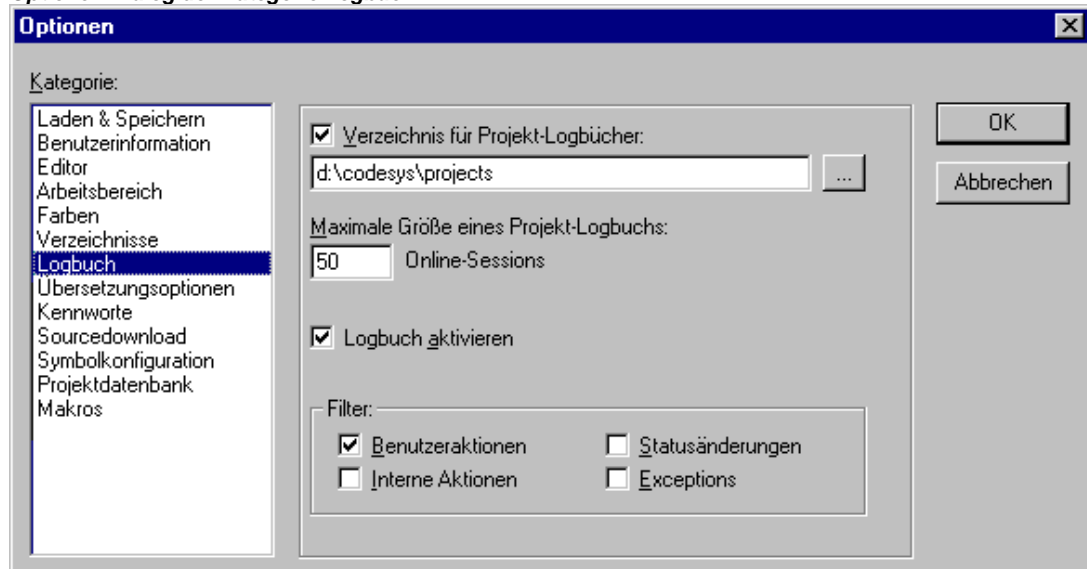 Optionen
Kategorie:
Laden & Speichern
Benutzerinformation
Editor
Arbeitsbereich
Farben
Verzeichnisse
Logbuch
Übersetzungsoptionen
Kennworte
Sourcedownload
Symbolkonfiguration
Projektdatenbank
Makros
Verzeichnis für Projekt-Logbücher:
d:\codesys\projects
...
Maximale Größe eines Projekt-Logbuchs:
50 Online-Sessions
Logbuch aktivieren
Filter:
Benutzeraktionen
Statusänderungen
Interne Aktionen
Exceptions
OK
Abbrechen